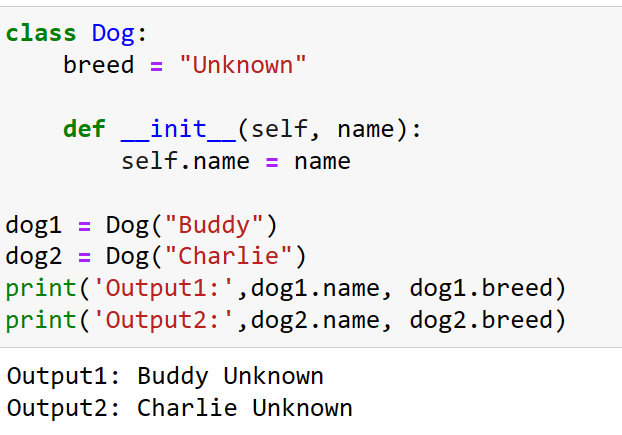 class Dog:
    breed = "Unknown"

    def __init__(self, name):
        self.name = name

dog1 = Dog("Buddy")
dog2 = Dog("Charlie")
print('Output1:',dog1.name, dog1.breed)
print('Output2:',dog2.name, dog2.breed)

Output1: Buddy Unknown
Output2: Charlie Unknown